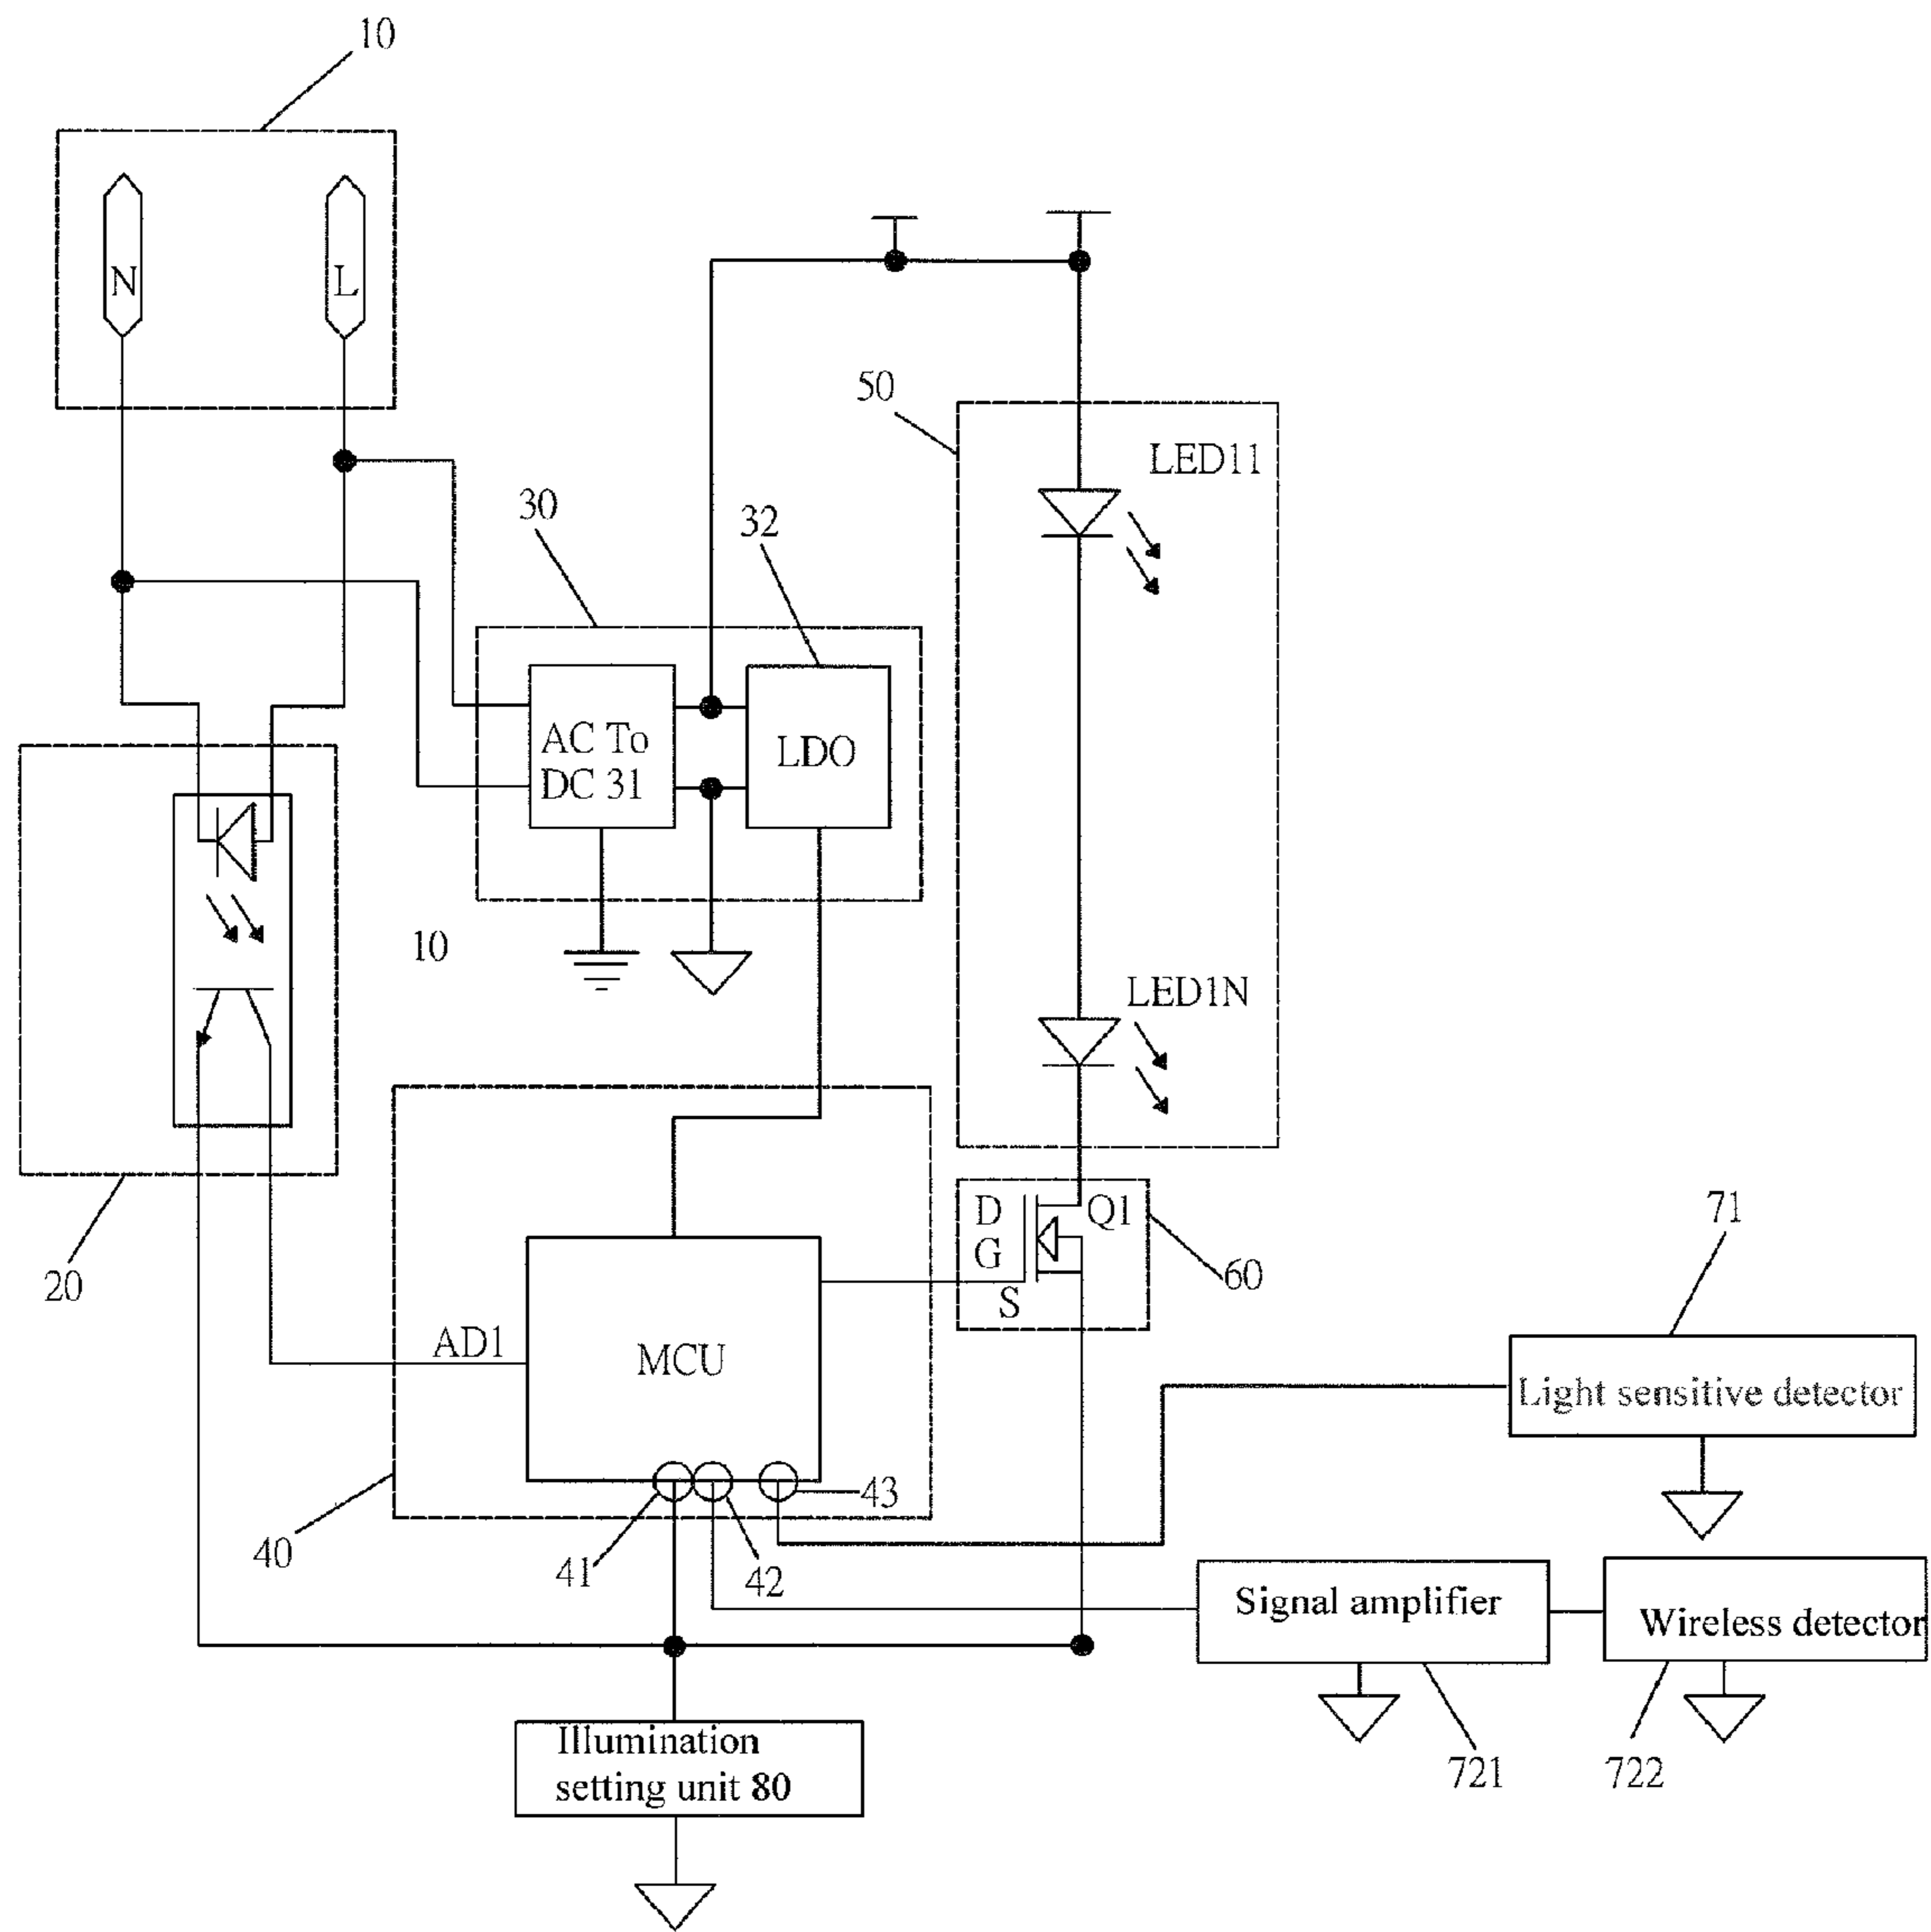 10
N
L
50
LED11
30
32
AC To
DC 31
LDO
10
LED1N
D
Q1
G
S
60
20
71
AD1
MCU
Light sensitive detector
43
40
41
42
Signal amplifier
Wireless detector
Illumination
setting unit 80
721
722